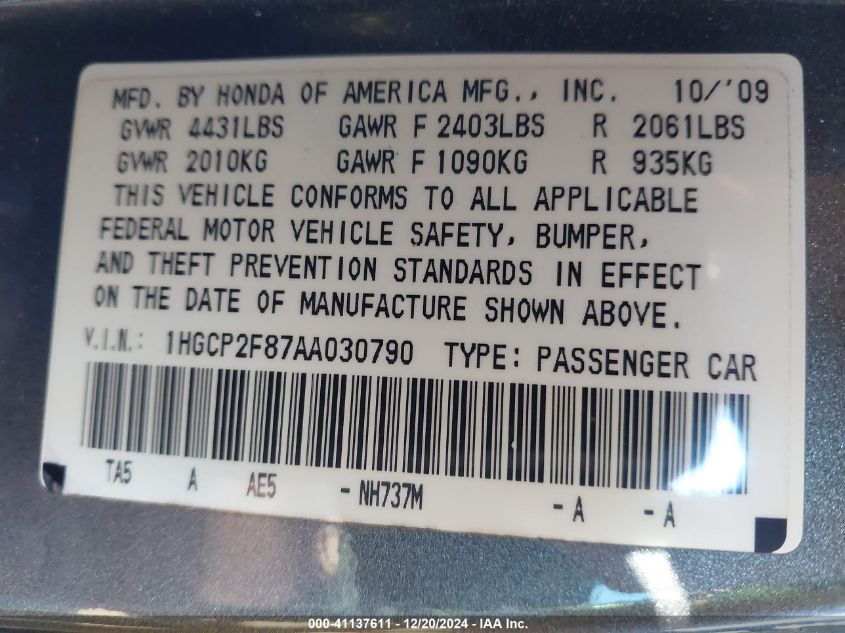 MFD. BY HONDA OF AMERICA MFG., INC. 10/'09
GVWR 4431LBS GAWR F 2403LBS R 2061LBS
GVWR 2010KG GAWR F 1090KG R 935KG
THIS VEHICLE CONFORMS TO ALL APPLICABLE
FEDERAL MOTOR VEHICLE SAFETY, BUMPER,
AND THEFT PREVENTION STANDARDS IN EFFECT
ON THE DATE OF MANUFACTURE SHOWN ABOVE.
V.I.N.: 1HGCP2F87AA030790 TYPE: PASSENGER CAR
TA5 A AE5 - NH737M - A - A
000-41137611 - 12/20/2024 - IAA Inc.